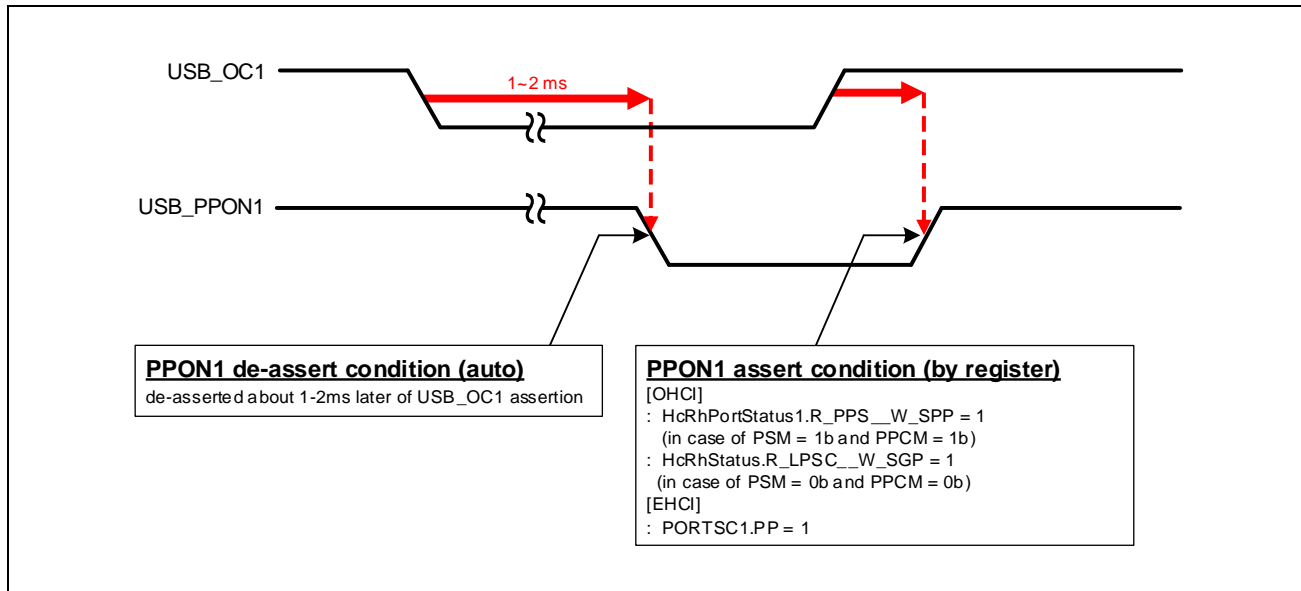 USB_OC1
1~2 ms
USB_PPON1
PPON1 de-assert condition (auto)
de-asserted about 1-2ms later of USB_OC1 assertion
PPON1 assert condition (by register)
[OHCI]
: HcRhPortStatus1.R_PPS__W_SPP = 1
(in case of PSM = 1b and PPCM = 1b)
: HcRhStatus.R_LPSC__W_SGP = 1
(in case of PSM = 0b and PPCM = 0b)
[EHCI]
: PORTSC1.PP = 1